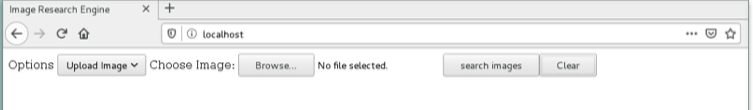 Image Research Engine
localhost
Options Upload Image Choose Image: Browse... No file selected. search images Clear